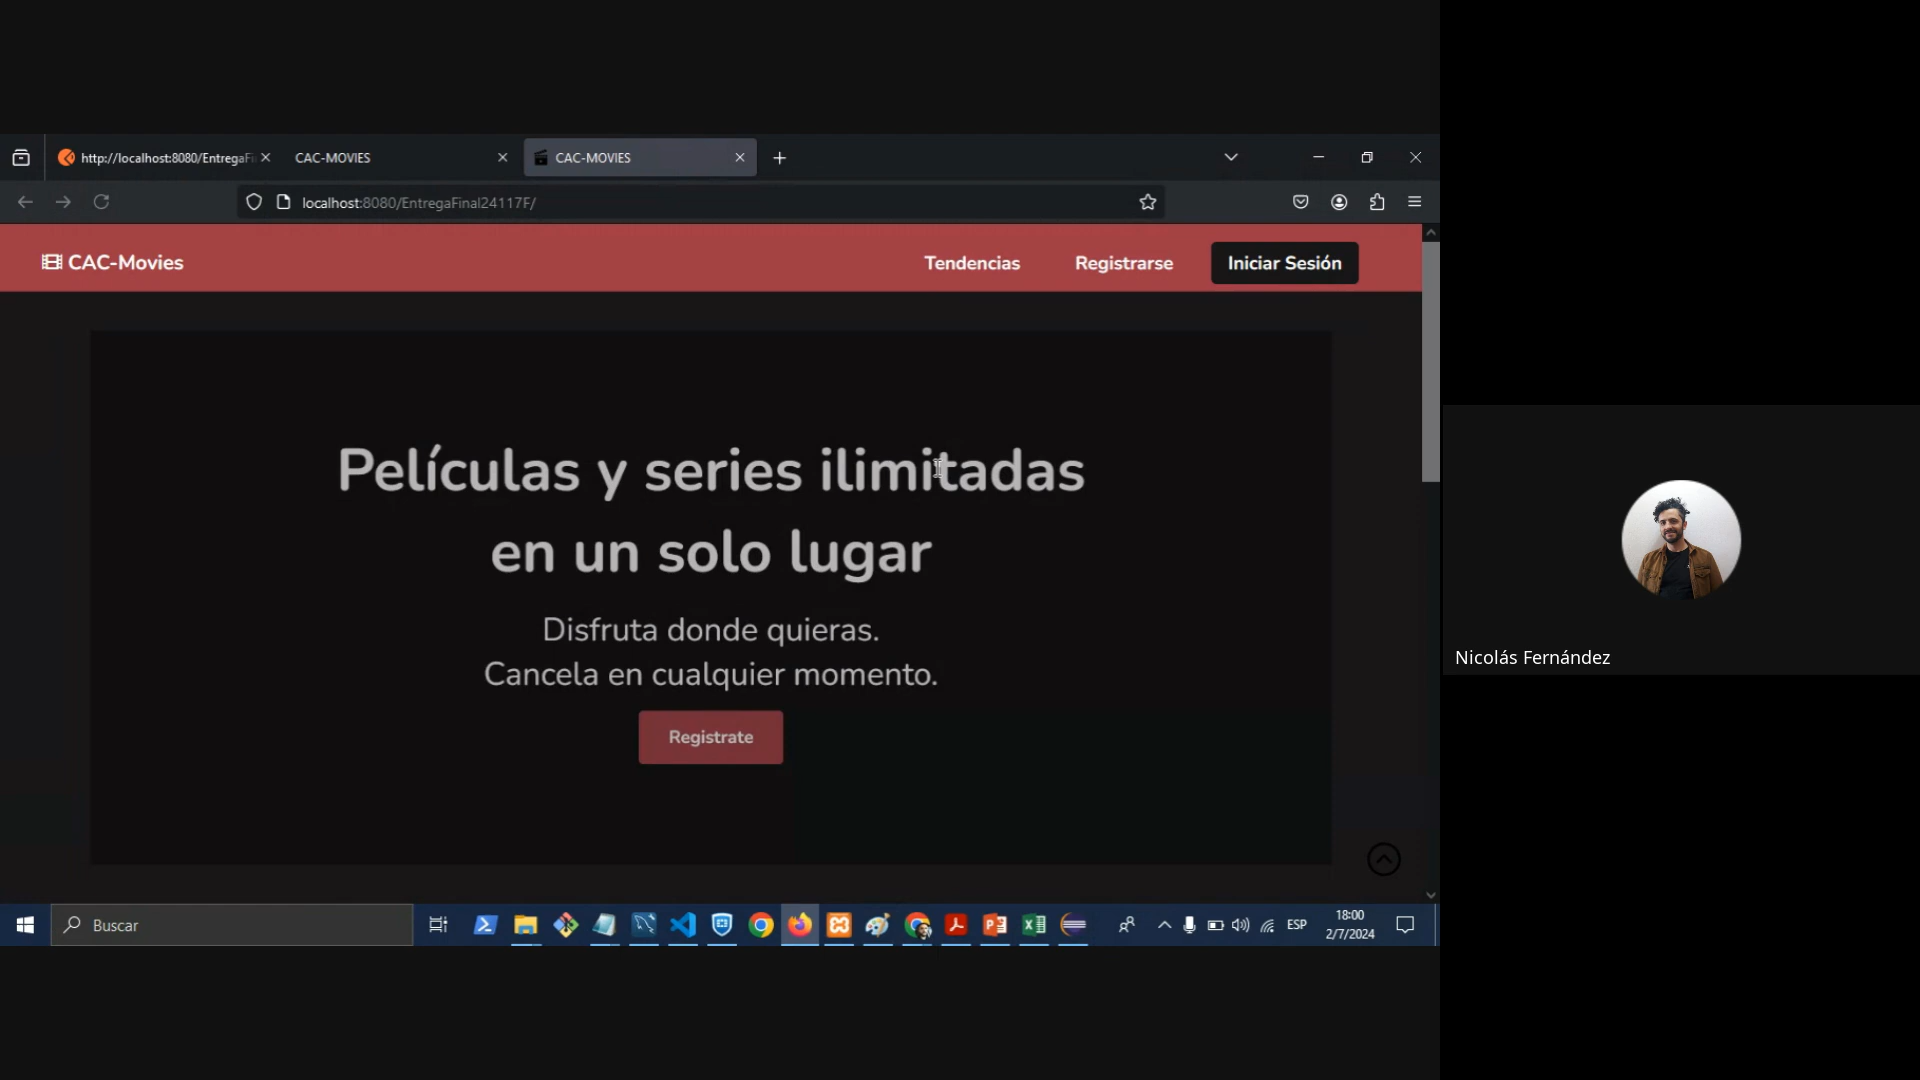 http://localhost:8080/EntregaFi
CAC-MOVIES
CAC-MOVIES
localhost:8080/EntregaFinal24117F/
CAC-Movies
Tendencias
Registrarse
Iniciar Sesión
Películas y series ilimitadas
en un solo lugar
Disfruta donde quieras.
Cancela en cualquier momento.
Registrate
Nicolás Fernández
Buscar
ESP
18:00
2/7/2024